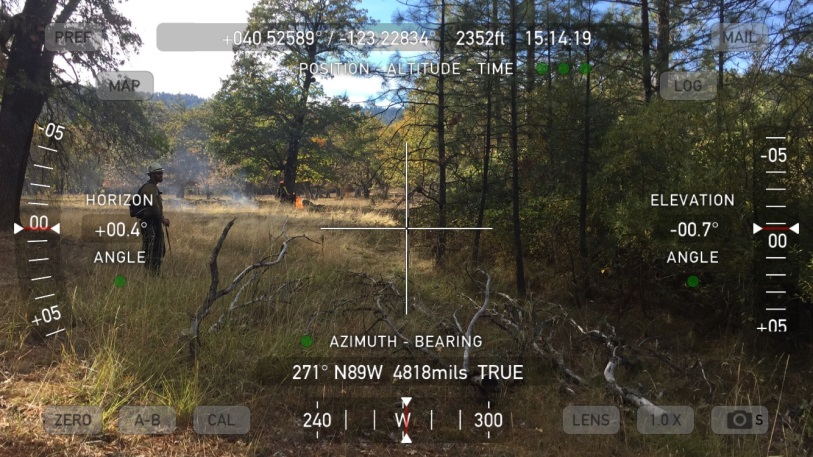 PREF +040.52589° / -123.22834° 2352ft 15:14:19 MAIL
POSITION - ALTITUDE - TIME
MAP LOG
-05 -05
HORIZON ELEVATION
00 +00.4° -00.7° 00
ANGLE ANGLE
+05 +05
AZIMUTH - BEARING
271° N89W 4818mils TRUE
ZERO A-B CAL 240 W 300 LENS 1.0 X S